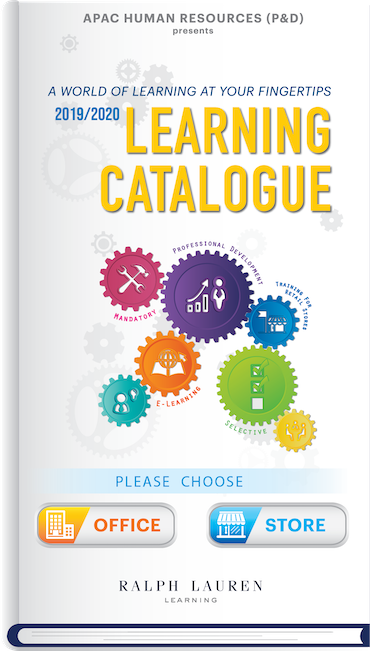 APAC HUMAN RESOURCES (P&D)
presents
A WORLD OF LEARNING AT YOUR FINGERTIPS
2019/2020
LEARNING
CATALOGUE
PROFESSIONAL DEVELOPMENT
TRAINING FOR
RETAIL STORES
MANDATORY
E-LEARNING
SELECTIVE
PLEASE CHOOSE
OFFICE
STORE
RALPH LAUREN
LEARNING